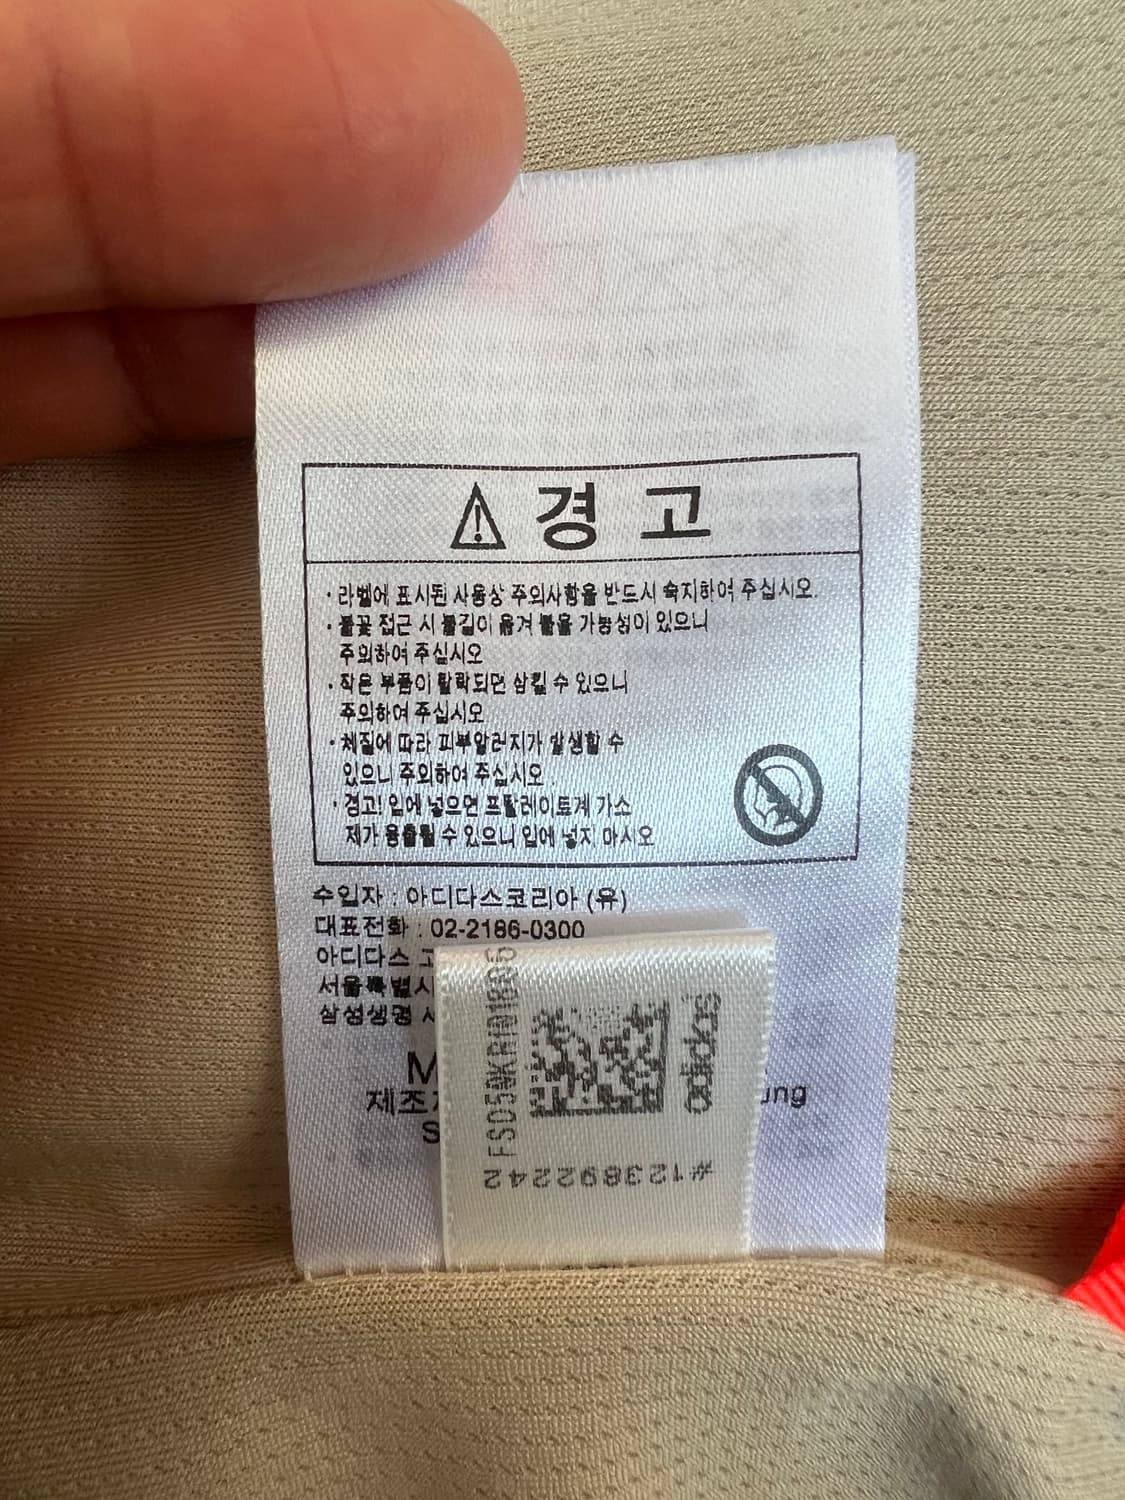 경 고
· 라벨에 표시된 사용상 주의사항을 반드시 숙지하여 주십시오.
· 불꽃 접근 시 불길이 옮겨 붙을 가능성이 있으니
주의하여 주십시오
· 작은 부품이 탈락되면 삼킬 수 있으니
주의하여 주십시오
· 체질에 따라 피부알러지가 발생할 수
있으니 주의하여 주십시오.
· 경고! 입에 넣으면 프탈레이트계 가소
제가 용출될 수 있으니 입에 넣지 마시오
수입자 : 아디다스코리아 (유)
대표전화 : 02-2186-0300
아디다스
서울특별시
삼성생명
제조
adidas
#123892242